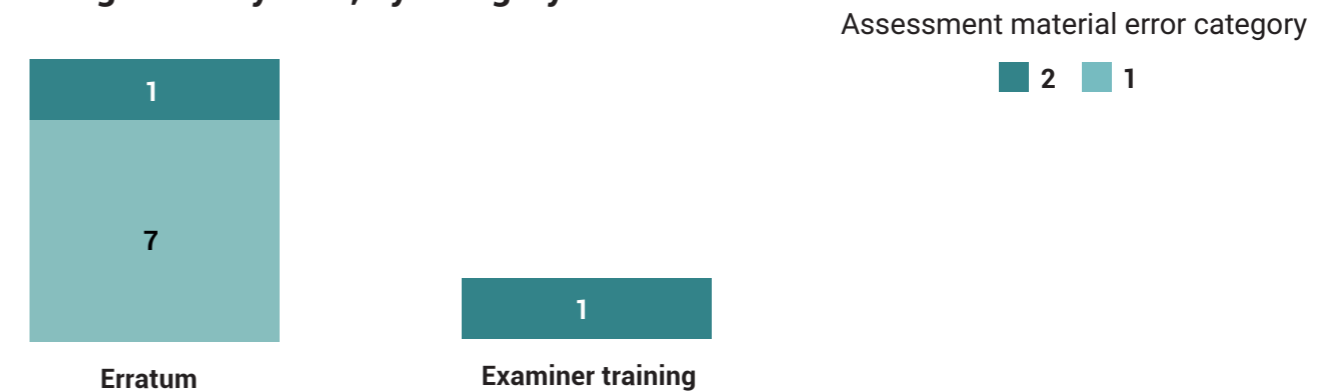 Assessment material error category
2 1
1
7
1
Erratum
Examiner training